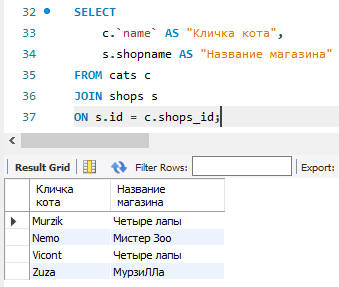 32 SELECT
33 c.`name` AS "Кличка кота",
34 s.shopname AS "Название магазина"
35 FROM cats c
36 JOIN shops s
37 ON s.id = c.shops_id;
Result Grid Filter Rows: Export:
Кличка Название
кота магазина
Murzik Четыре лапы
Nemo Мистер Зоо
Vicont Четыре лапы
Zuza МурзиЛЛа